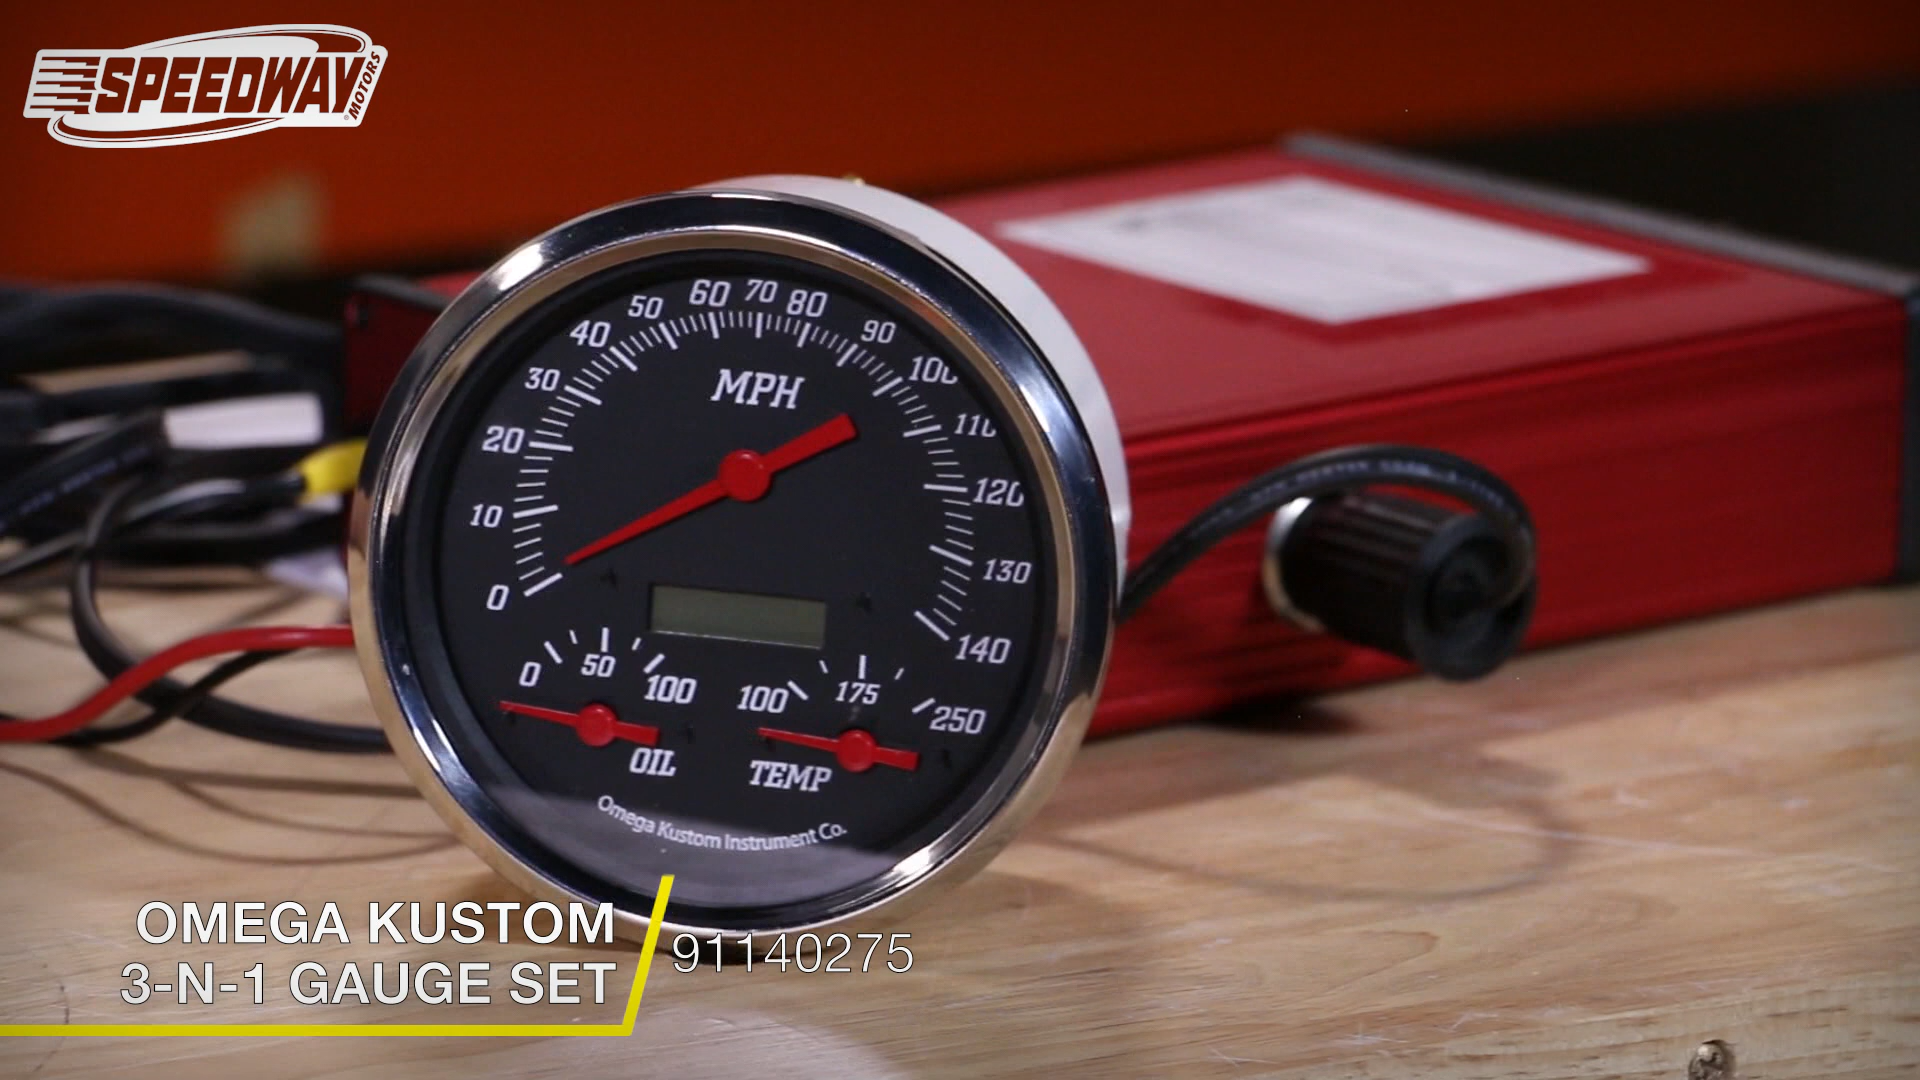 SPEEDWAY
MOTORS
0 10 20 30 40 50 60 70 80 90 100 110 120 130 140
MPH
0 50 100
OIL
100 175 250
TEMP
Omega Kustom Instrument Co.
OMEGA KUSTOM
3-N-1 GAUGE SET
91140275